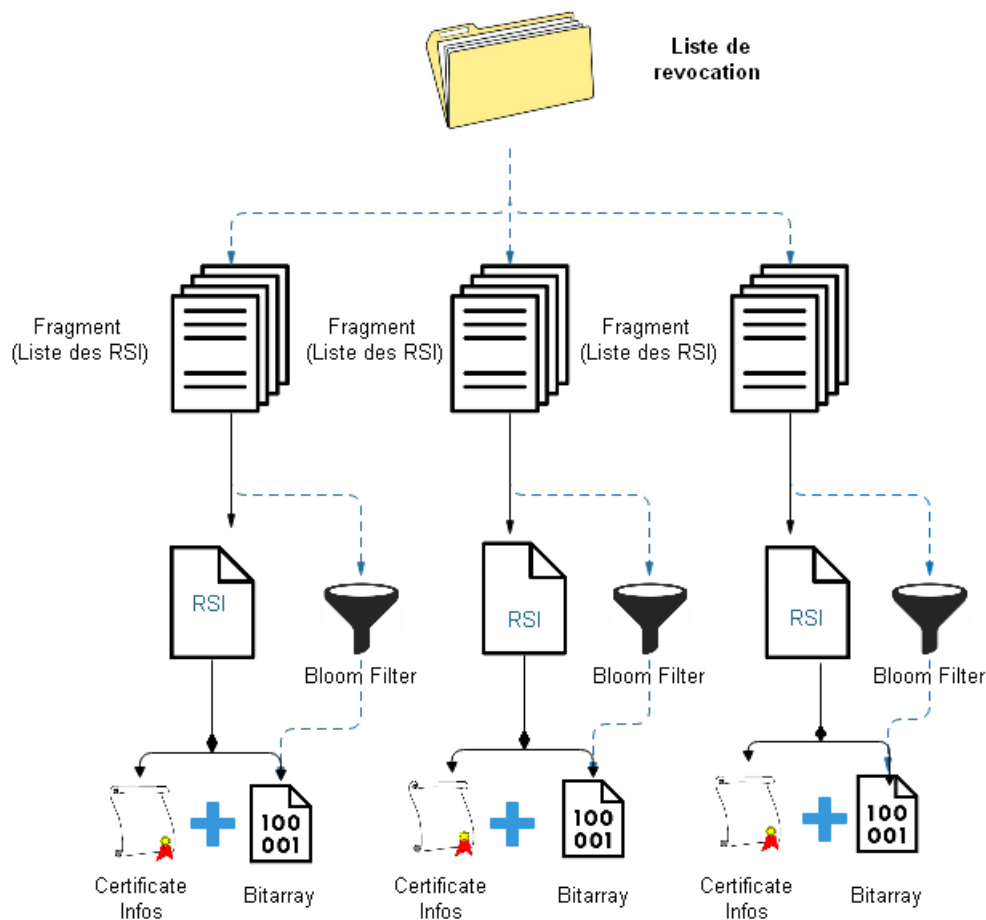 Liste de
revocation
Fragment
(Liste des RSI)
Fragment
(Liste des RSI)
Fragment
(Liste des RSI)
RSI
Bloom Filter
RSI
Bloom Filter
RSI
Bloom Filter
100
001
100
001
100
001
Certificate
Infos
Bitarray
Certificate
Infos
Bitarray
Certificate
Infos
Bitarray